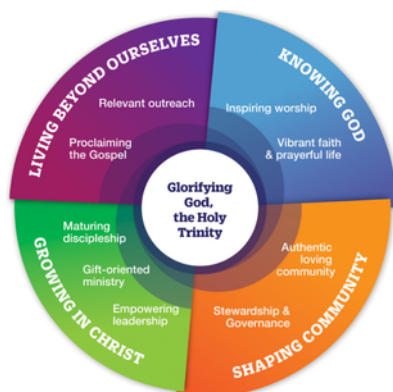 LIVING BEYOND OURSELVES
Relevant outreach
Proclaiming
the Gospel
KNOWING GOD
Inspiring worship
Vibrant faith
& prayerful life
Glorifying
God,
the Holy
Trinity
GROWING IN CHRIST
Maturing
discipleship
Gift-oriented
ministry
Empowering
leadership
SHAPING COMMUNITY
Authentic
loving
community
Stewardship &
Governance